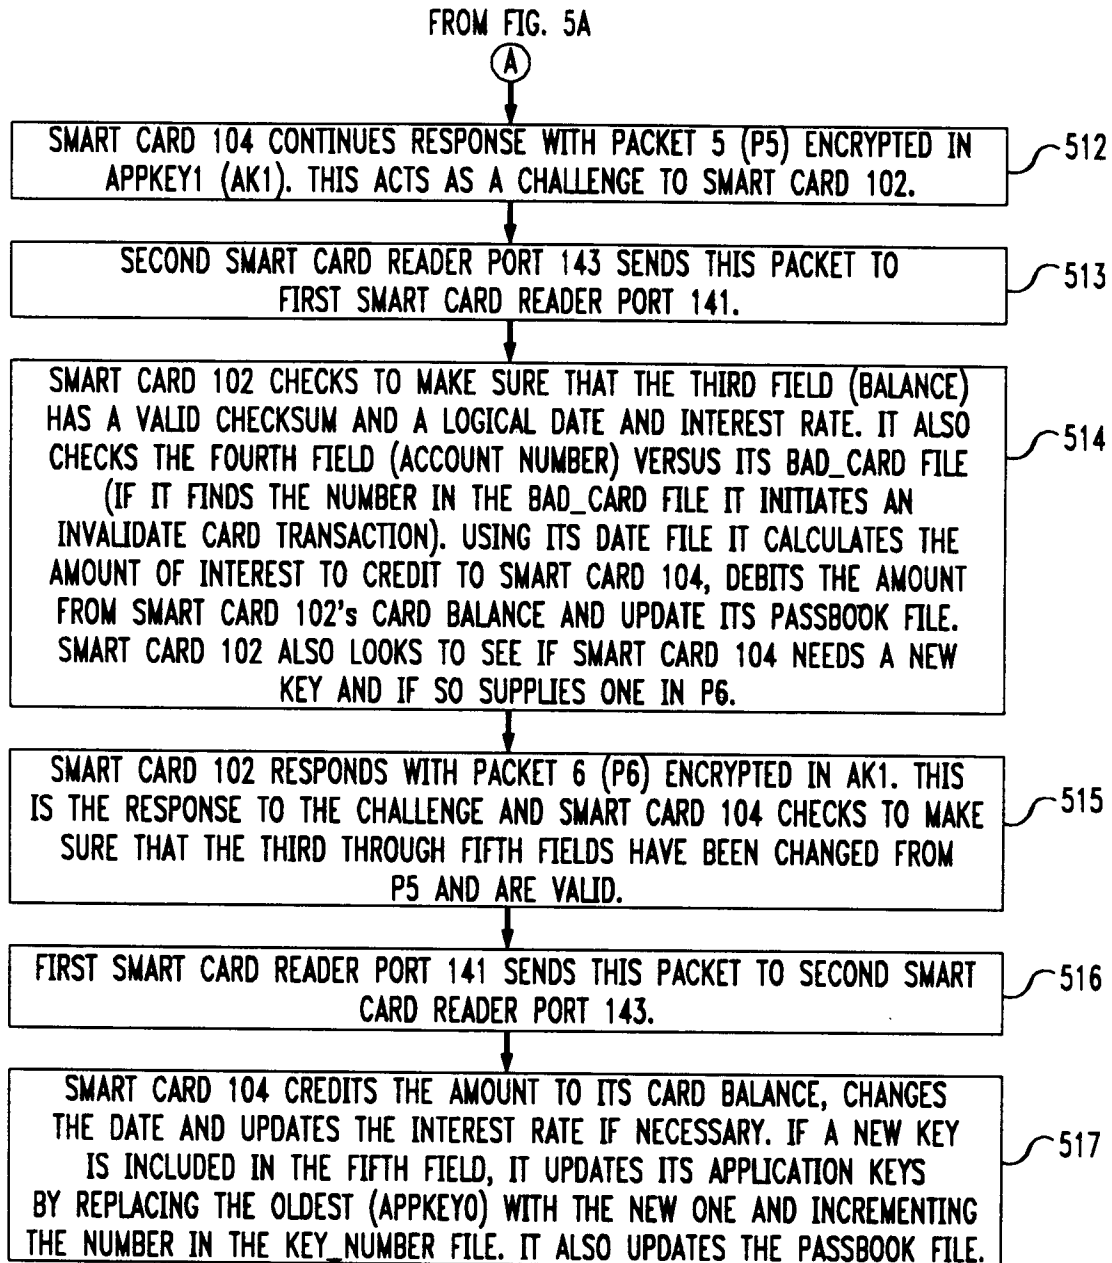 FROM FIG. 5A
A
SMART CARD 104 CONTINUES RESPONSE WITH PACKET 5 (P5) ENCRYPTED IN
APPKEY1 (AK1). THIS ACTS AS A CHALLENGE TO SMART CARD 102.
512
SECOND SMART CARD READER PORT 143 SENDS THIS PACKET TO
FIRST SMART CARD READER PORT 141.
513
SMART CARD 102 CHECKS TO MAKE SURE THAT THE THIRD FIELD (BALANCE)
HAS A VALID CHECKSUM AND A LOGICAL DATE AND INTEREST RATE. IT ALSO
CHECKS THE FOURTH FIELD (ACCOUNT NUMBER) VERSUS ITS BAD_CARD FILE
(IF IT FINDS THE NUMBER IN THE BAD_CARD FILE IT INITIATES AN
INVALIDATE CARD TRANSACTION). USING ITS DATE FILE IT CALCULATES THE
AMOUNT OF INTEREST TO CREDIT TO SMART CARD 104, DEBITS THE AMOUNT
FROM SMART CARD 102's CARD BALANCE AND UPDATE ITS PASSBOOK FILE.
SMART CARD 102 ALSO LOOKS TO SEE IF SMART CARD 104 NEEDS A NEW
KEY AND IF SO SUPPLIES ONE IN P6.
514
SMART CARD 102 RESPONDS WITH PACKET 6 (P6) ENCRYPTED IN AK1. THIS
IS THE RESPONSE TO THE CHALLENGE AND SMART CARD 104 CHECKS TO MAKE
SURE THAT THE THIRD THROUGH FIFTH FIELDS HAVE BEEN CHANGED FROM
P5 AND ARE VALID.
515
FIRST SMART CARD READER PORT 141 SENDS THIS PACKET TO SECOND SMART
CARD READER PORT 143.
516
SMART CARD 104 CREDITS THE AMOUNT TO ITS CARD BALANCE, CHANGES
THE DATE AND UPDATES THE INTEREST RATE IF NECESSARY. IF A NEW KEY
IS INCLUDED IN THE FIFTH FIELD, IT UPDATES ITS APPLICATION KEYS
BY REPLACING THE OLDEST (APPKEY0) WITH THE NEW ONE AND INCREMENTING
THE NUMBER IN THE KEY_NUMBER FILE. IT ALSO UPDATES THE PASSBOOK FILE.
517